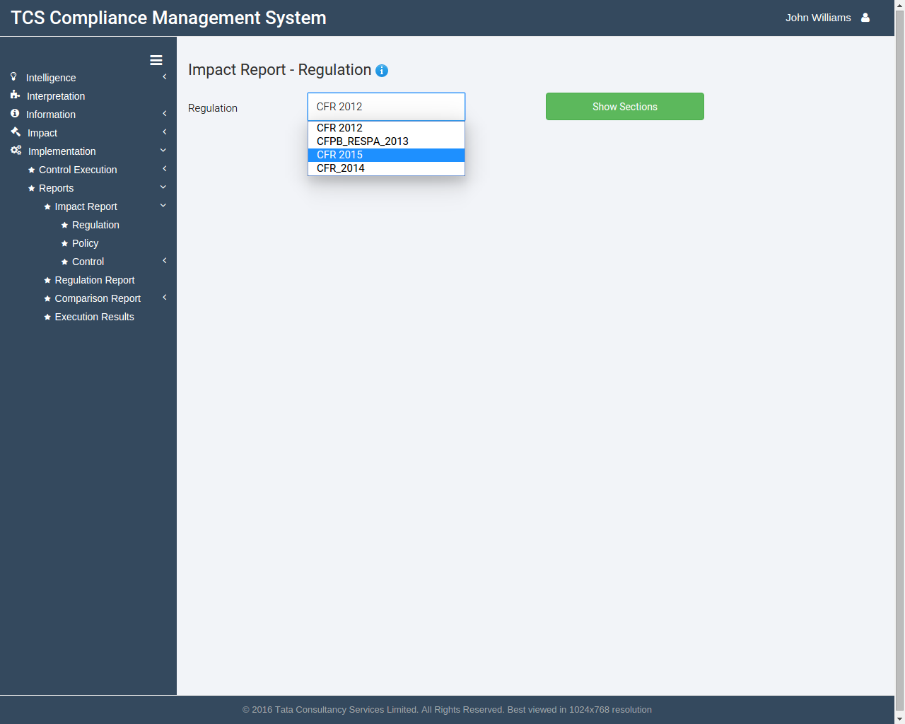 TCS Compliance Management System
John Williams
Intelligence
Interpretation
Information
Impact
Implementation
Control Execution
Reports
Impact Report
Regulation
Policy
Control
Regulation Report
Comparison Report
Execution Results
Impact Report - Regulation
Regulation
CFR 2012
Show Sections
CFR 2012
CFPB_RESPA_2013
CFR 2015
CFR_2014
© 2016 Tata Consultancy Services Limited. All Rights Reserved. Best viewed in 1024x768 resolution